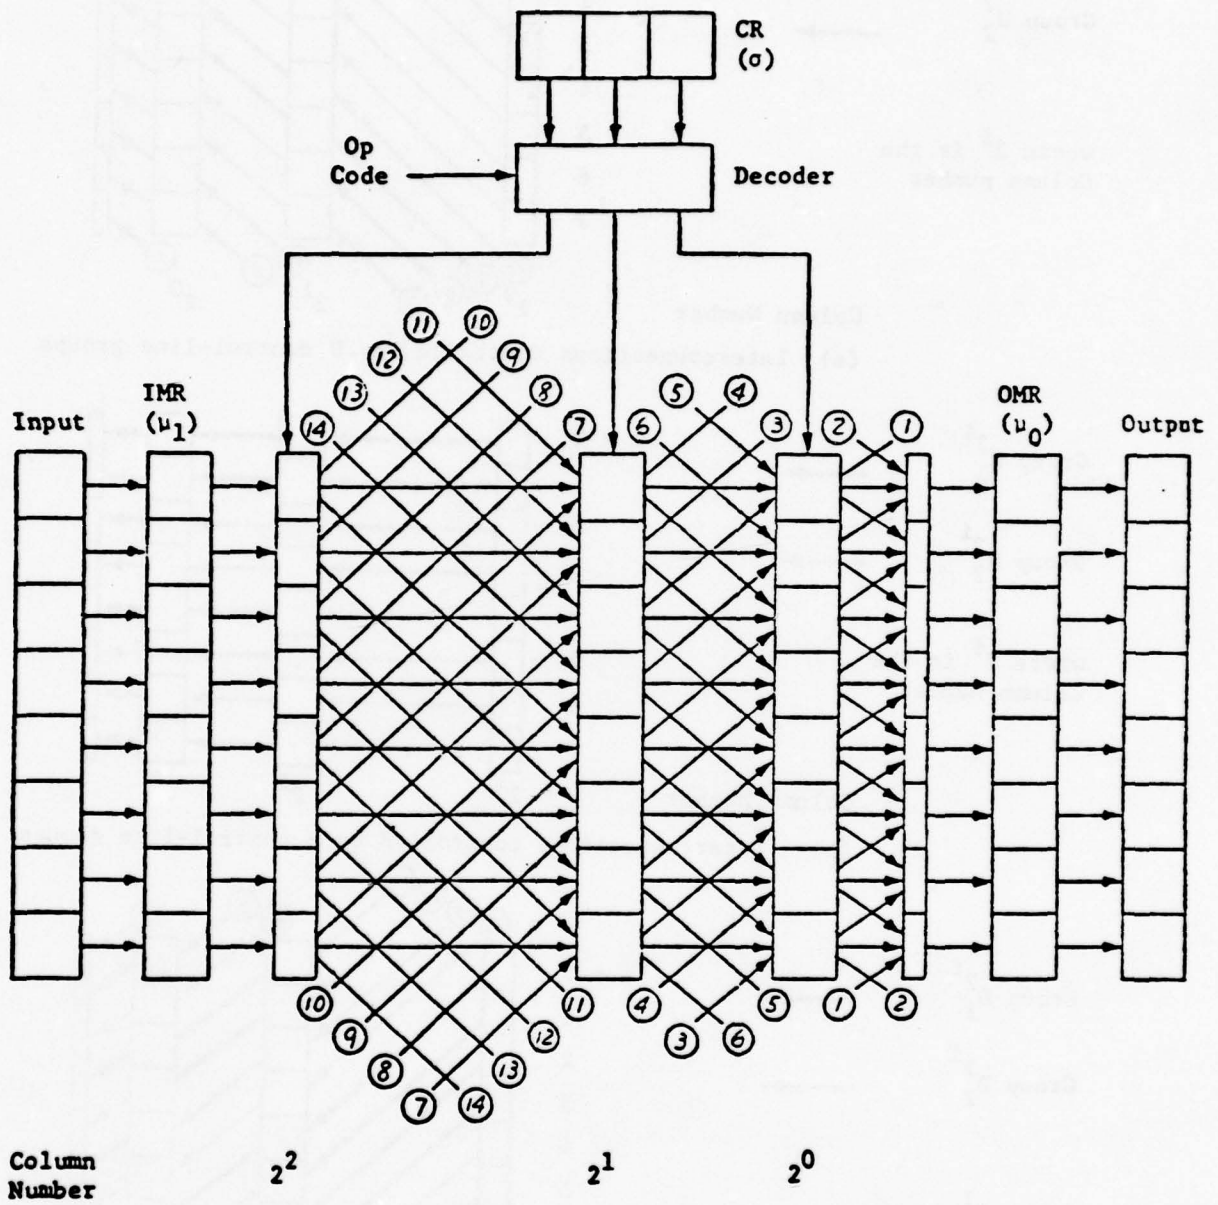 CR
(σ)
Op
Code
Decoder
11 10
12 9
13 8 5 4
14 7 6 3 2 1
Input
IMR
(μ1)
OMR
(μ0)
Output
10 11 4 5 1 2
9 12 3 6
8 13
7 14
Column
Number
2^2 2^1 2^0